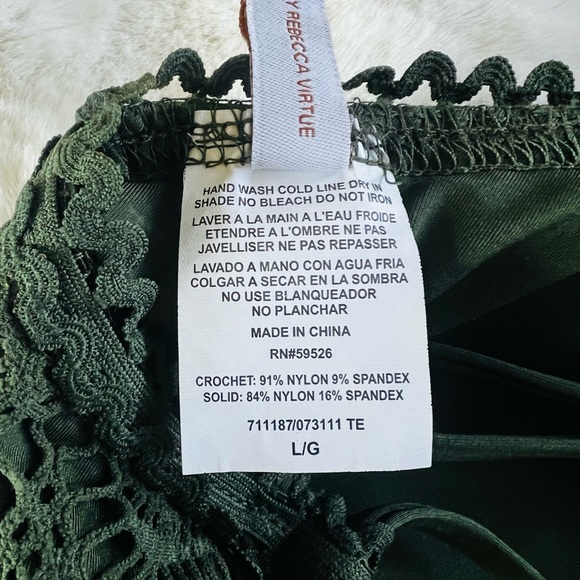 Y REBECCA VIRTUE
HAND WASH COLD LINE DRY IN
SHADE NO BLEACH DO NOT IRON
LAVER A LA MAIN A L'EAU FROIDE
ETENDRE A L'OMBRE NE PAS
JAVELLISER NE PAS REPASSER
LAVADO A MANO CON AGUA FRIA
COLGAR A SECAR EN LA SOMBRA
NO USE BLANQUEADOR
NO PLANCHAR
MADE IN CHINA
RN#59526
CROCHET: 91% NYLON 9% SPANDEX
SOLID: 84% NYLON 16% SPANDEX
711187/073111 TE
L/G